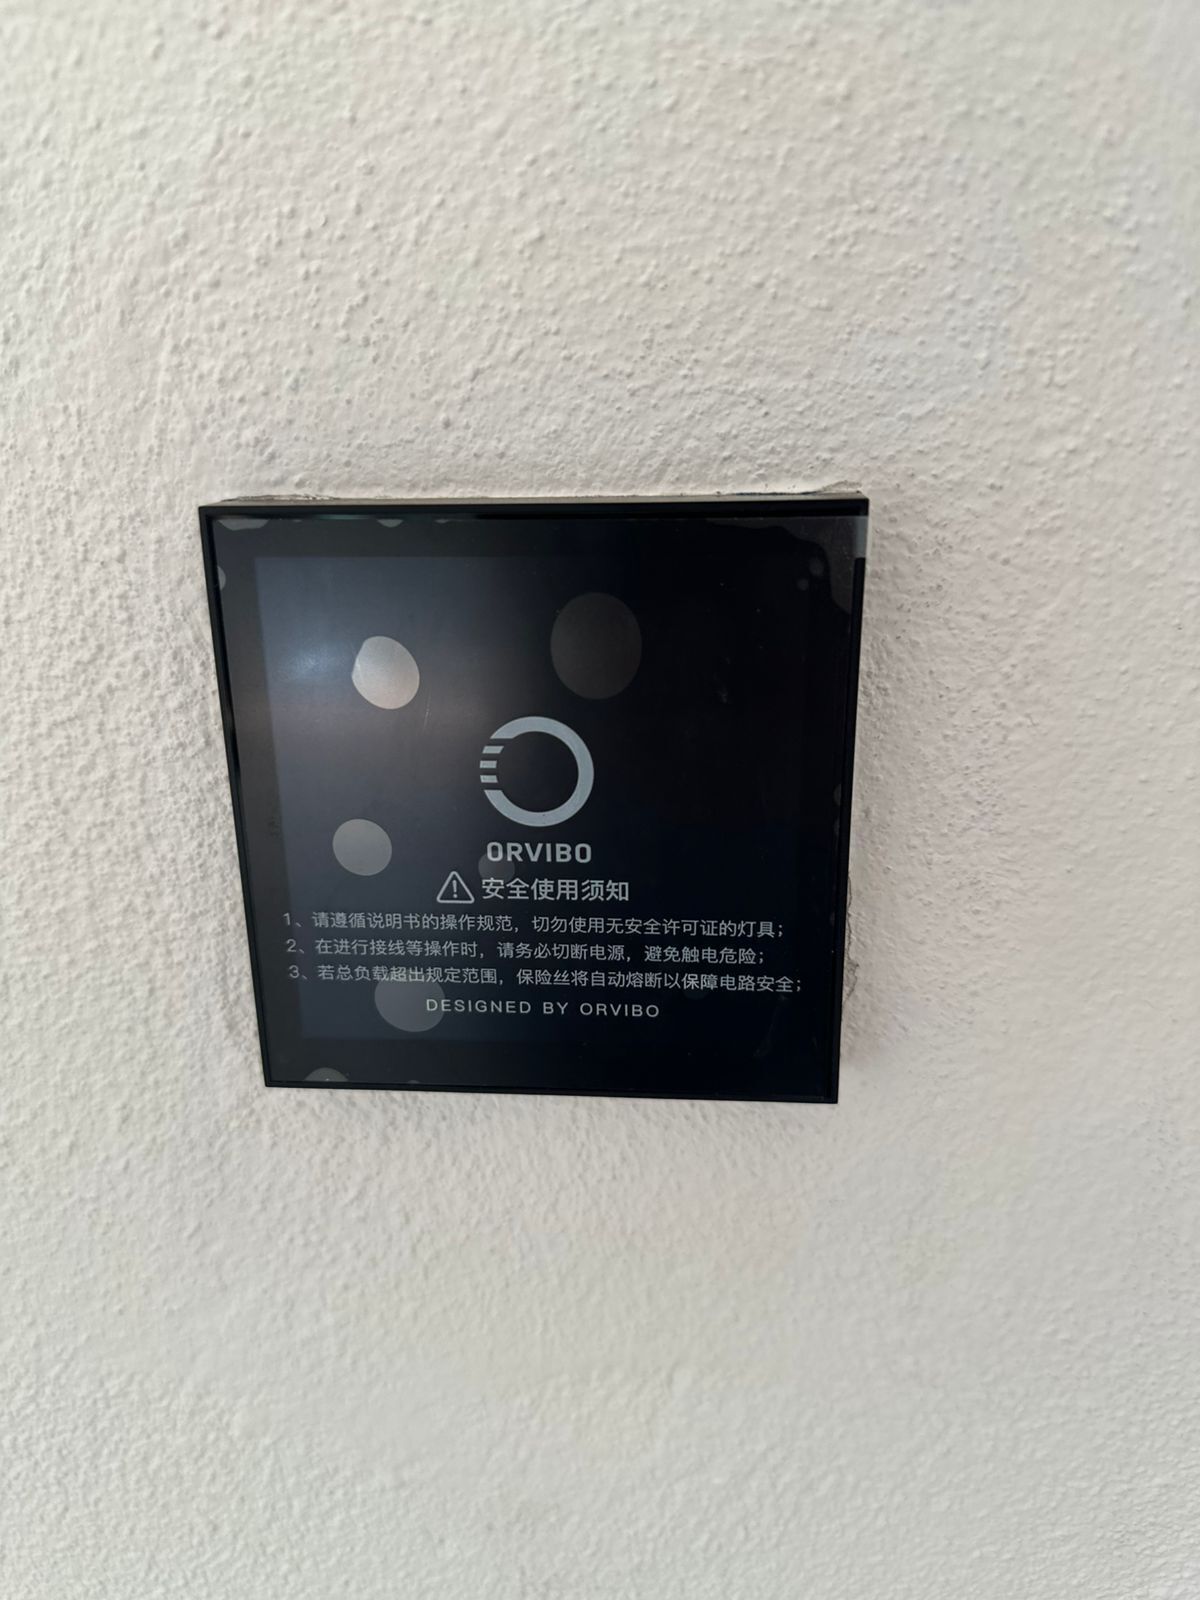 ORVIBO
安全使用须知
1、请遵循说明书的操作规范，切勿使用无安全许可证的灯具；
2、在进行接线等操作时，请务必切断电源，避免触电危险；
3、若总负载超出规定范围，保险丝将自动熔断以保障电路安全；
DESIGNED BY ORVIBO